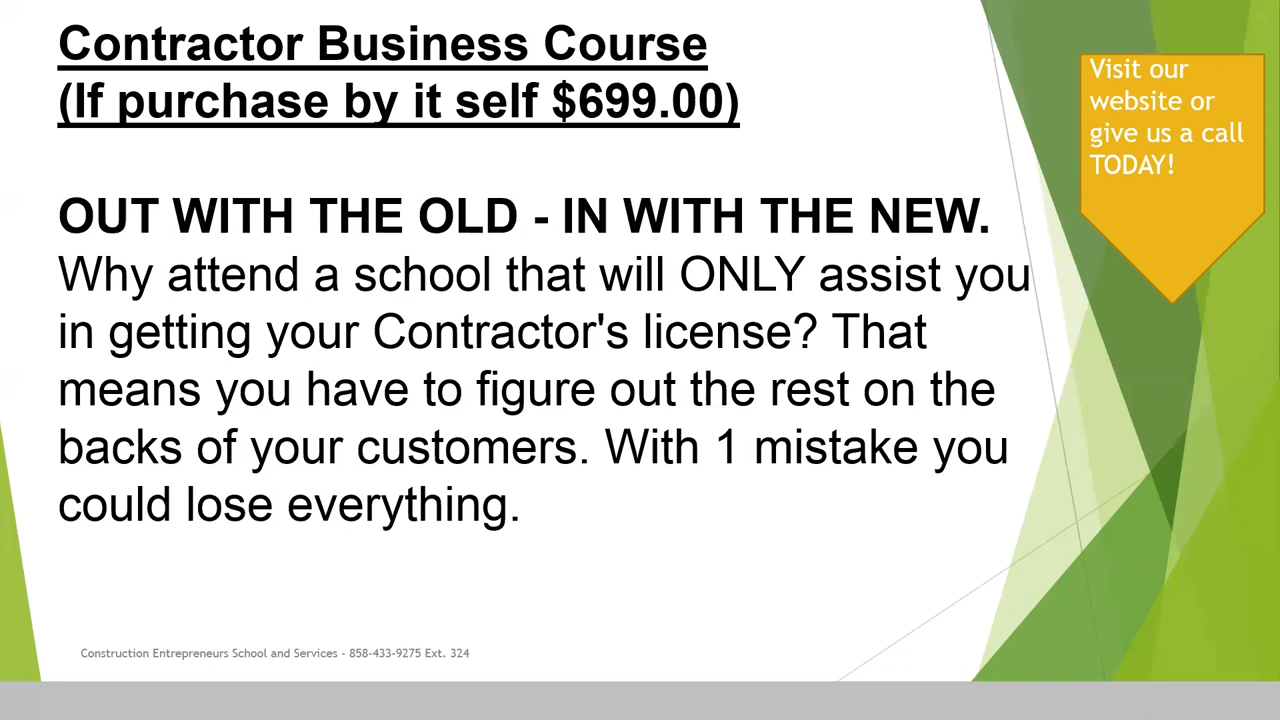 Contractor Business Course
(If purchase by it self $699.00)
Visit our
website or
give us a call
TODAY!
OUT WITH THE OLD - IN WITH THE NEW.
Why attend a school that will ONLY assist you
in getting your Contractor's license? That
means you have to figure out the rest on the
backs of your customers. With 1 mistake you
could lose everything.
Construction Entrepreneurs School and Services - 858-433-9275 Ext. 324